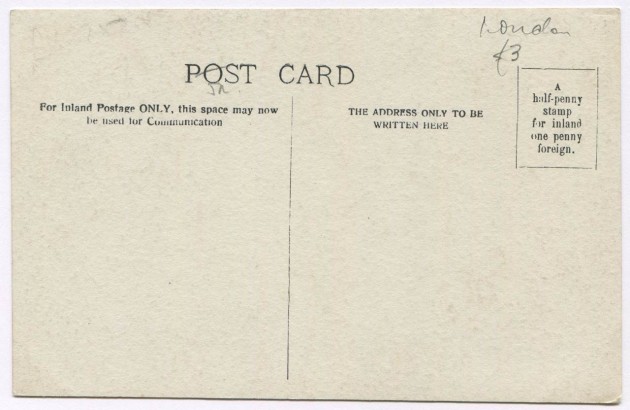 London
£3
POST CARD
For Inland Postage ONLY, this space may now
be used for Communication
THE ADDRESS ONLY TO BE
WRITTEN HERE
A
half-penny
stamp
for inland
one penny
foreign.